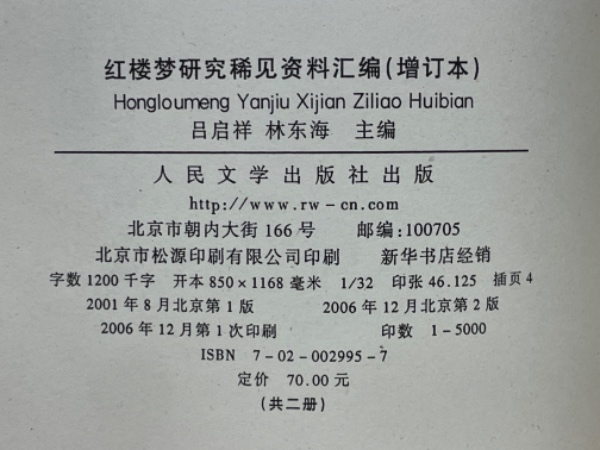 红楼梦研究稀见资料汇编(增订本)
Hongloumeng Yanjiu Xijian Ziliao Huibian
吕启祥 林东海 主编
人民文学出版社出版
http://www.rw-cn.com
北京市朝内大街166号 邮编:100705
北京市松源印刷有限公司印刷 新华书店经销
字数1200千字 开本850×1168毫米 1/32 印张46.125 插页4
2001年8月北京第1版 2006年12月北京第2版
2006年12月第1次印刷 印数 1-5000
ISBN 7-02-002995-7
定价 70.00元
(共二册)